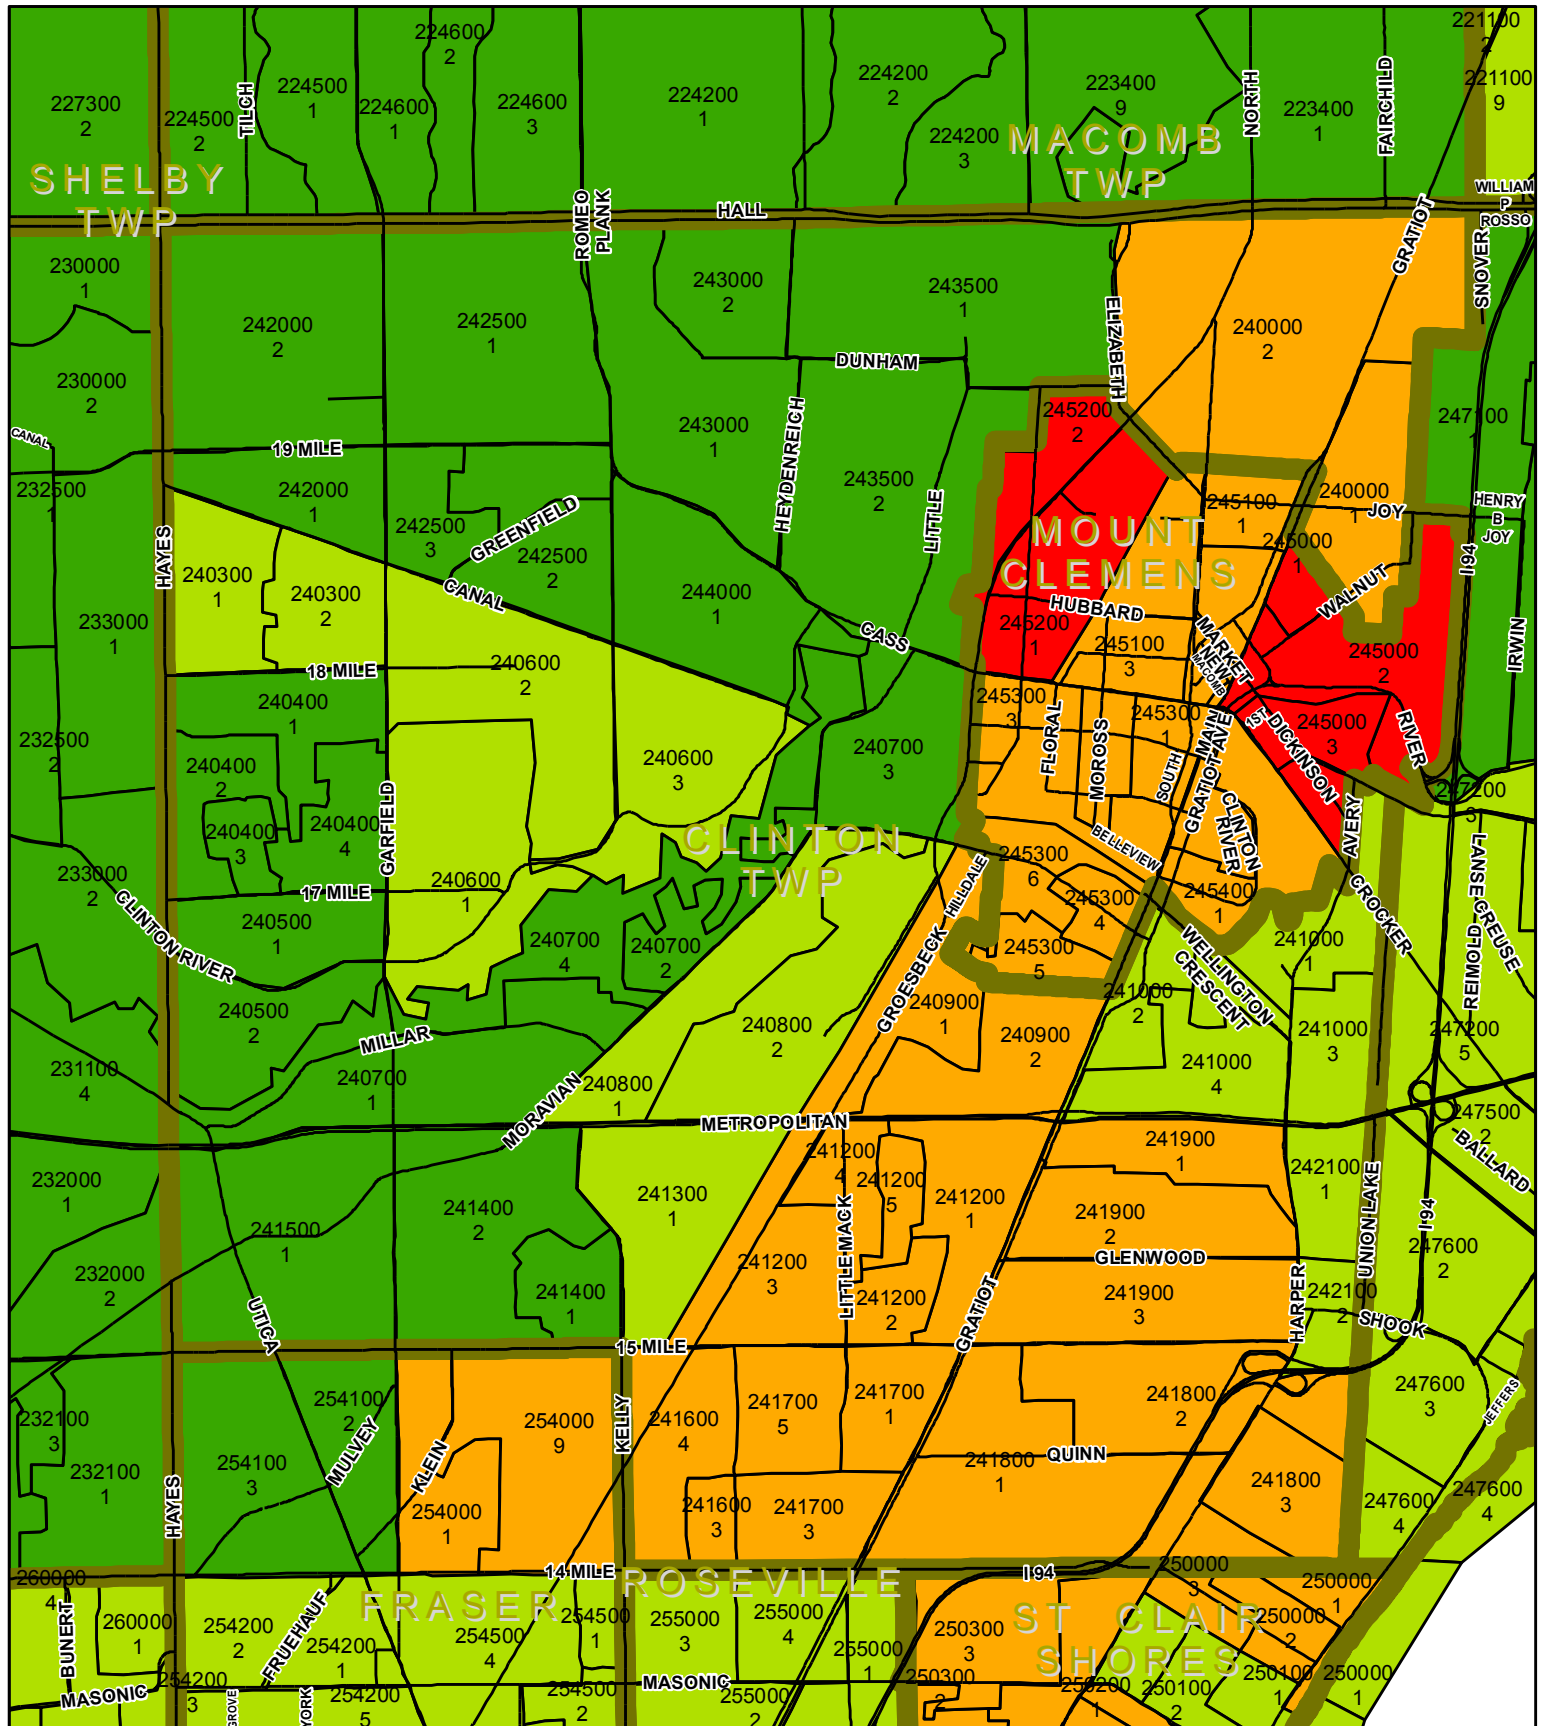 221100
2
224600
2
221100
9
224200
2
224500
1
223400
9
227300
2
224500
2
TILCH
224600
1
224600
3
224200
1
224200
3
NORTH
223400
1
FAIRCHILD
MACOMB
TWP
SHELBY
TWP
WILLIAM
P
ROSSO
HALL
ROMEO
PLANK
GRATIOT
SNOVER
230000
1
243000
2
243500
1
ELIZABETH
242000
2
242500
1
240000
2
DUNHAM
230000
2
245200
2
247100
1
CANAL
19 MILE
243000
1
HEYDENREICH
232500
1
242000
1
243500
2
LITTLE
245100
1
240000
1
JOY
HENRY
B
JOY
I 94
242500
3
GREENFIELD
242500
2
MOUNT
CLEMENS
245000
1
HAYES
240300
1
240300
2
CANAL
244000
1
WALNUT
HUBBARD
233000
1
CASS
245200
1
245100
3
MARKET
NEW
MACOMB
245000
2
IRWIN
18 MILE
240600
2
240400
1
245300
3
FLORAL
MOROSS
245300
1
MAIN
1ST
DICKINSON
245000
3
RIVER
232500
2
240400
2
240600
3
240700
3
SOUTH
GRATIOT AVE
247200
3
240400
3
240400
4
GARFIELD
CLINTON
TWP
BELLEVIEW
CLINTON
RIVER
AVERY
233000
2
17 MILE
240600
1
HILLDALE
245300
6
245300
4
245400
1
CROCKER
REIMOLD
L-ANSE CREUSE
CLINTON RIVER
240500
1
240700
4
240700
2
245300
5
241000
1
WELLINGTON
CRESCENT
GROESBECK
240500
2
MILLAR
240800
2
240900
1
240900
2
241000
2
241000
3
247200
5
231100
4
240700
1
MORAVIAN
240800
1
241000
4
METROPOLITAN
247500
2
BALLARD
232000
1
241500
1
241400
2
241300
1
241200
4
241200
5
241200
1
241900
1
242100
1
UNION LAKE
I 94
241900
2
GLENWOOD
247600
2
232000
2
241400
1
241200
3
LITTLE MACK
241200
2
GRATIOT
241900
3
HARPER
242100
2
SHOOK
UTICA
15 MILE
232100
3
254100
2
254000
9
KELLY
241600
4
241700
5
241700
1
241800
2
247600
3
JEFFERS
MULVEY
KLEIN
254100
3
232100
1
HAYES
241800
1
QUINN
241800
3
247600
4
247600
4
254000
1
241600
3
241700
3
14 MILE
I 94
250000
3
ROSEVILLE
260000
4
BUNERT
260000
1
254200
2
FRUEHAUF
254200
1
FRASER
254500
4
254500
1
255000
3
255000
4
255000
1
250300
3
ST CLAIR
SHORES
250000
1
250000
2
MASONIC
254200
3
GROVE
YORK
254200
5
254500
2
MASONIC
255000
2
250300
2
250200
1
250100
2
250100
1
250000
1